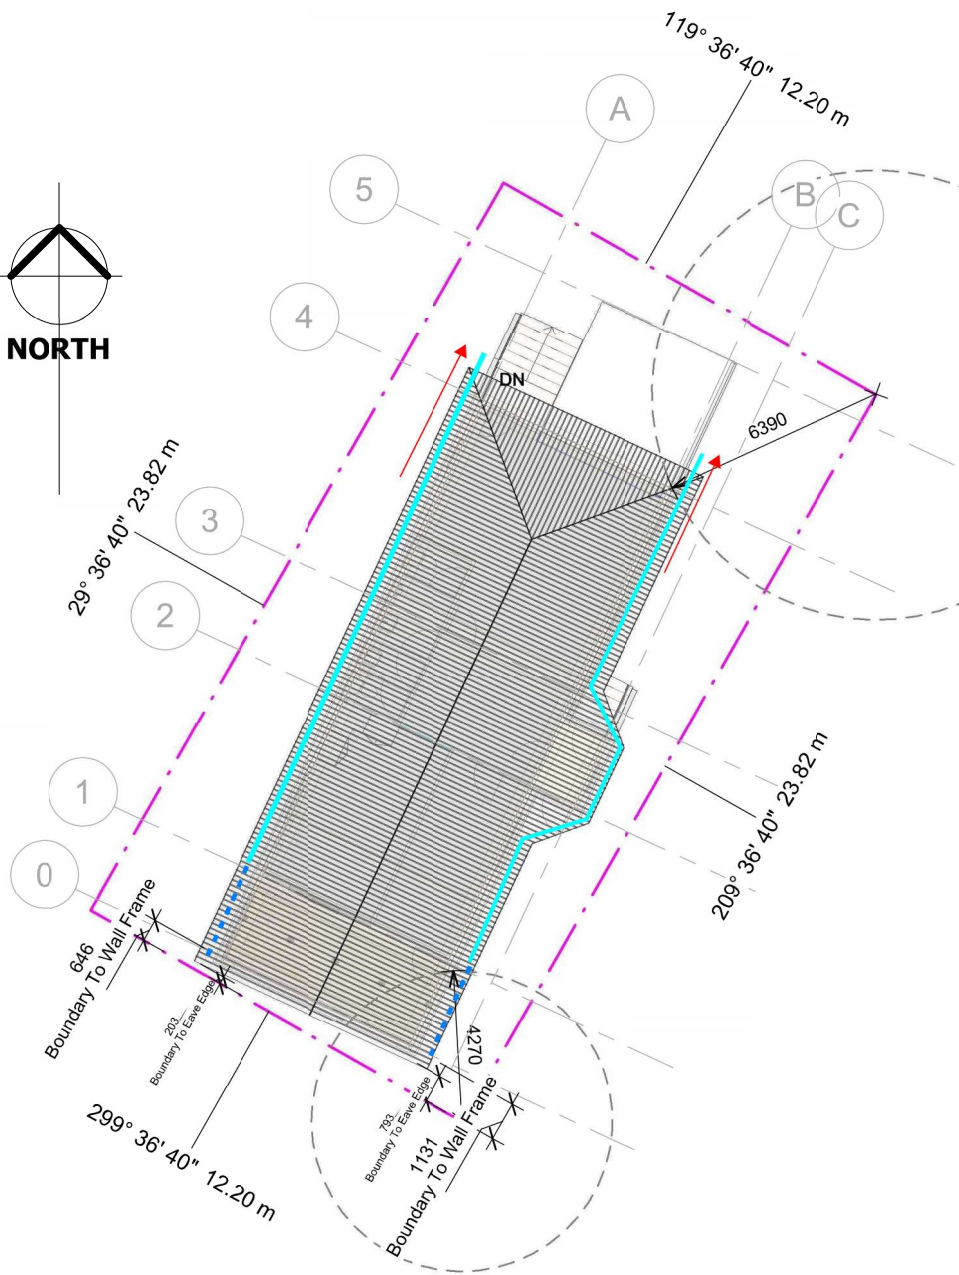 119° 36' 40" 12.20 m
A
5
B
C
4
NORTH
DN
6390
29° 36' 40" 23.82 m
3
2
1
0
209° 36' 40" 23.82 m
646
Boundary To Wall Frame
203
Boundary To Eave Edge
4270
793
Boundary To Eave Edge
1131
Boundary To Wall Frame
299° 36' 40" 12.20 m